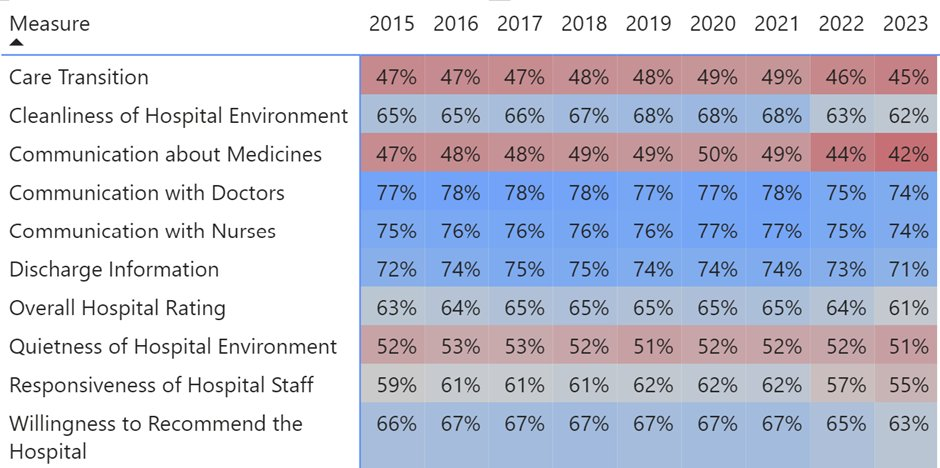 Measure 2015 2016 2017 2018 2019 2020 2021 2022 2023
Care Transition 47% 47% 47% 48% 48% 49% 49% 46% 45%
Cleanliness of Hospital Environment 65% 65% 66% 67% 68% 68% 68% 63% 62%
Communication about Medicines 47% 48% 48% 49% 49% 50% 49% 44% 42%
Communication with Doctors 77% 78% 78% 78% 77% 77% 78% 75% 74%
Communication with Nurses 75% 76% 76% 76% 76% 77% 77% 75% 74%
Discharge Information 72% 74% 75% 75% 74% 74% 74% 73% 71%
Overall Hospital Rating 63% 64% 65% 65% 65% 65% 65% 64% 61%
Quietness of Hospital Environment 52% 53% 53% 52% 51% 52% 52% 52% 51%
Responsiveness of Hospital Staff 59% 61% 61% 61% 62% 62% 62% 57% 55%
Willingness to Recommend the 66% 67% 67% 67% 67% 67% 67% 65% 63%
Hospital